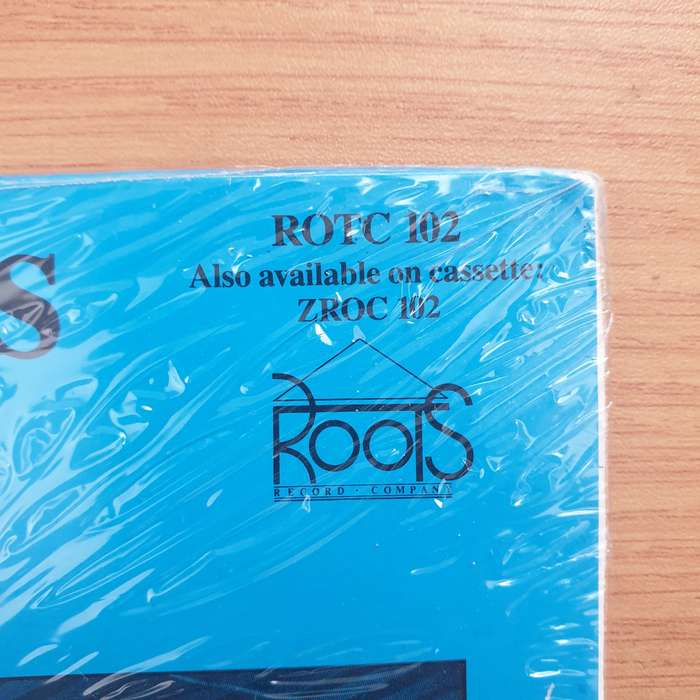 ROTC 102
Also available on cassette:
ZROC 102
S
ROOTS
RECORD · COMPANY